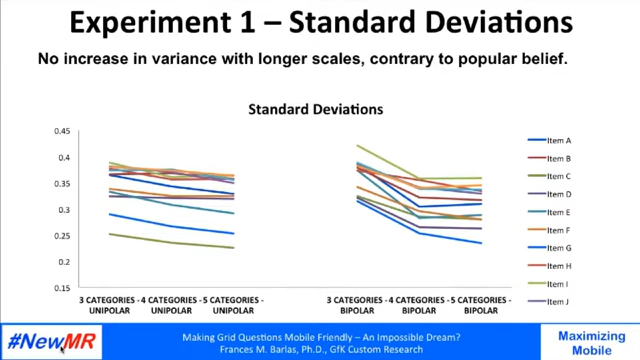 Experiment 1 – Standard Deviations
No increase in variance with longer scales, contrary to popular belief.
Standard Deviations
0.45
0.4
0.35
0.3
0.25
0.2
0.15
3 CATEGORIES - UNIPOLAR
4 CATEGORIES - UNIPOLAR
5 CATEGORIES - UNIPOLAR
3 CATEGORIES - BIPOLAR
4 CATEGORIES - BIPOLAR
5 CATEGORIES - BIPOLAR
Item A
Item B
Item C
Item D
Item E
Item F
Item G
Item H
Item I
Item J
#NewMR
Making Grid Questions Mobile Friendly – An Impossible Dream?
Frances M. Barlas, Ph.D., GfK Custom Research
Maximizing
Mobile